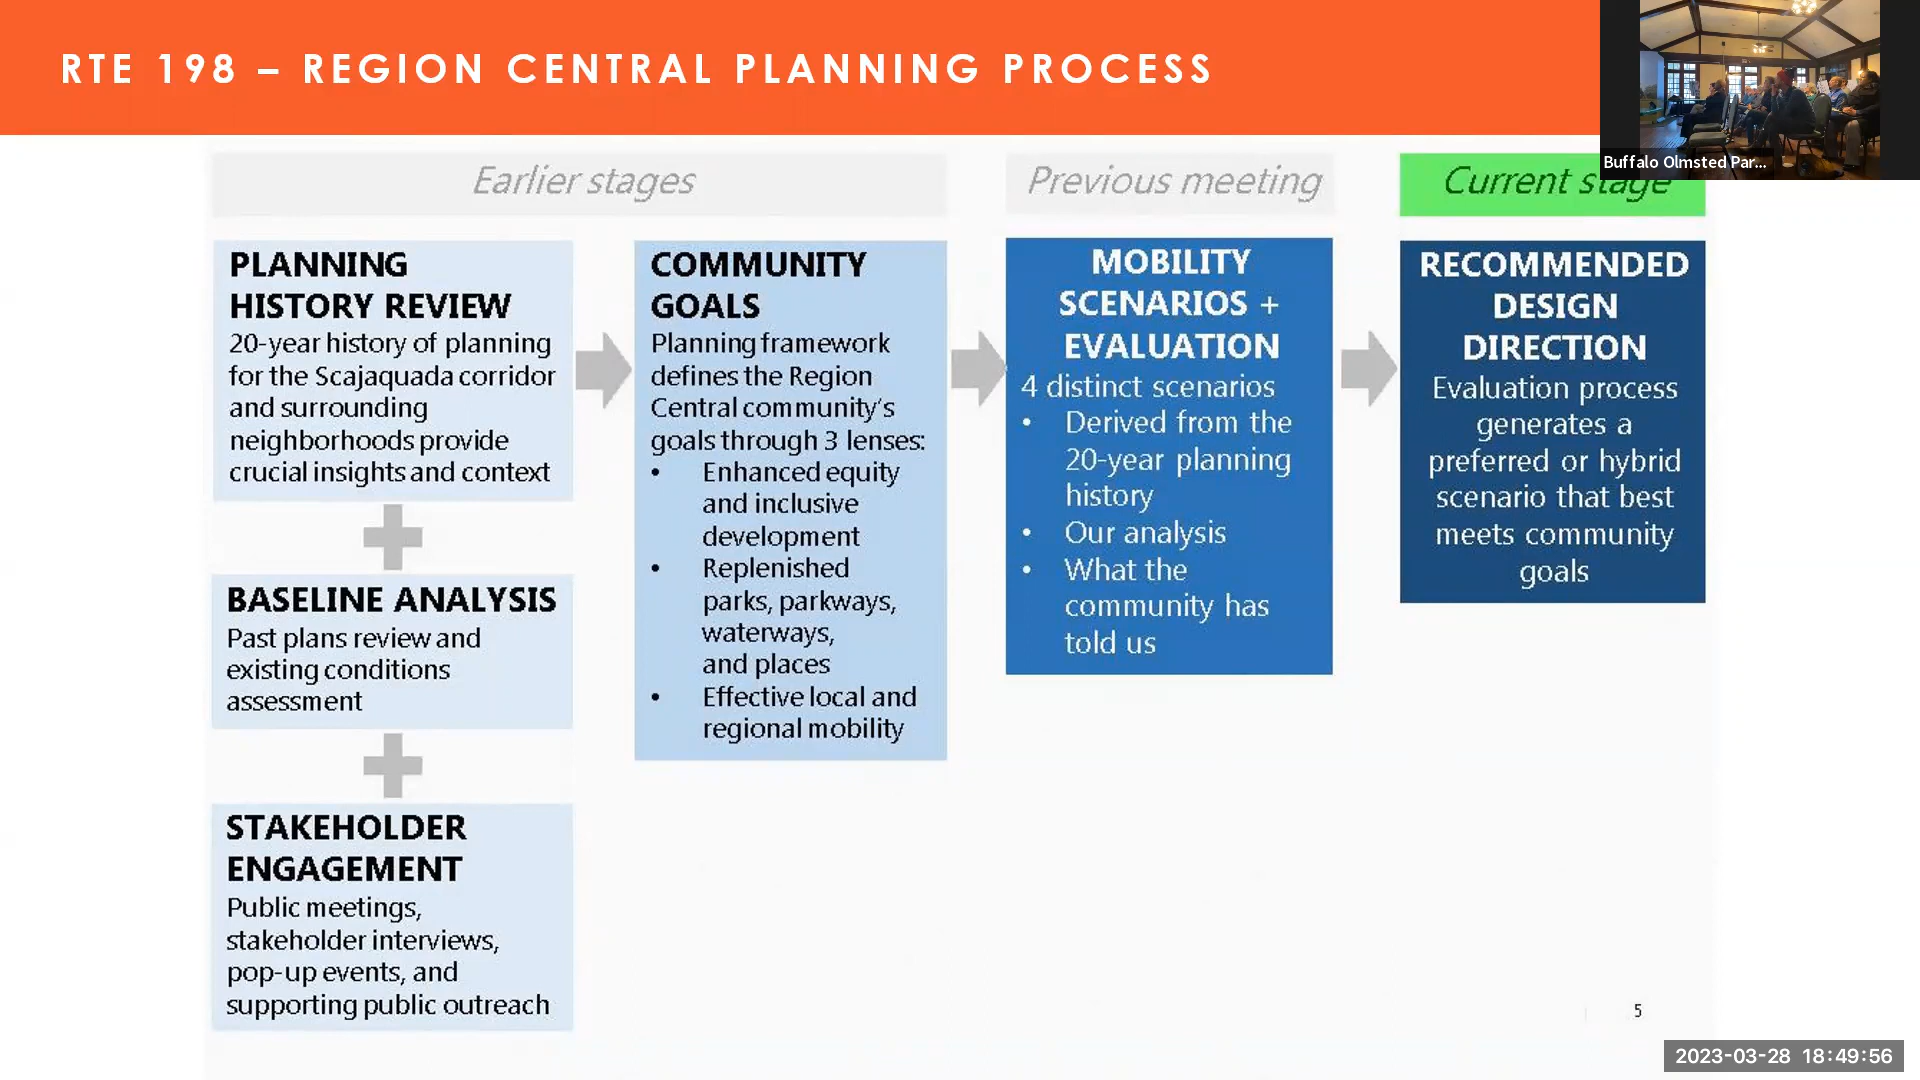 RTE 198 – REGION CENTRAL PLANNING PROCESS
Buffalo Olmsted Par...
Earlier stages
Previous meeting
Current stage
PLANNING
HISTORY REVIEW
20-year history of planning
for the Scajaquada corridor
and surrounding
neighborhoods provide
crucial insights and context
BASELINE ANALYSIS
Past plans review and
existing conditions
assessment
STAKEHOLDER
ENGAGEMENT
Public meetings,
stakeholder interviews,
pop-up events, and
supporting public outreach
COMMUNITY
GOALS
Planning framework
defines the Region
Central community's
goals through 3 lenses:
• Enhanced equity
and inclusive
development
• Replenished
parks, parkways,
waterways,
and places
• Effective local and
regional mobility
MOBILITY
SCENARIOS +
EVALUATION
4 distinct scenarios
• Derived from the
20-year planning
history
• Our analysis
• What the
community has
told us
RECOMMENDED
DESIGN
DIRECTION
Evaluation process
generates a
preferred or hybrid
scenario that best
meets community
goals
5
2023-03-28 18:49:56